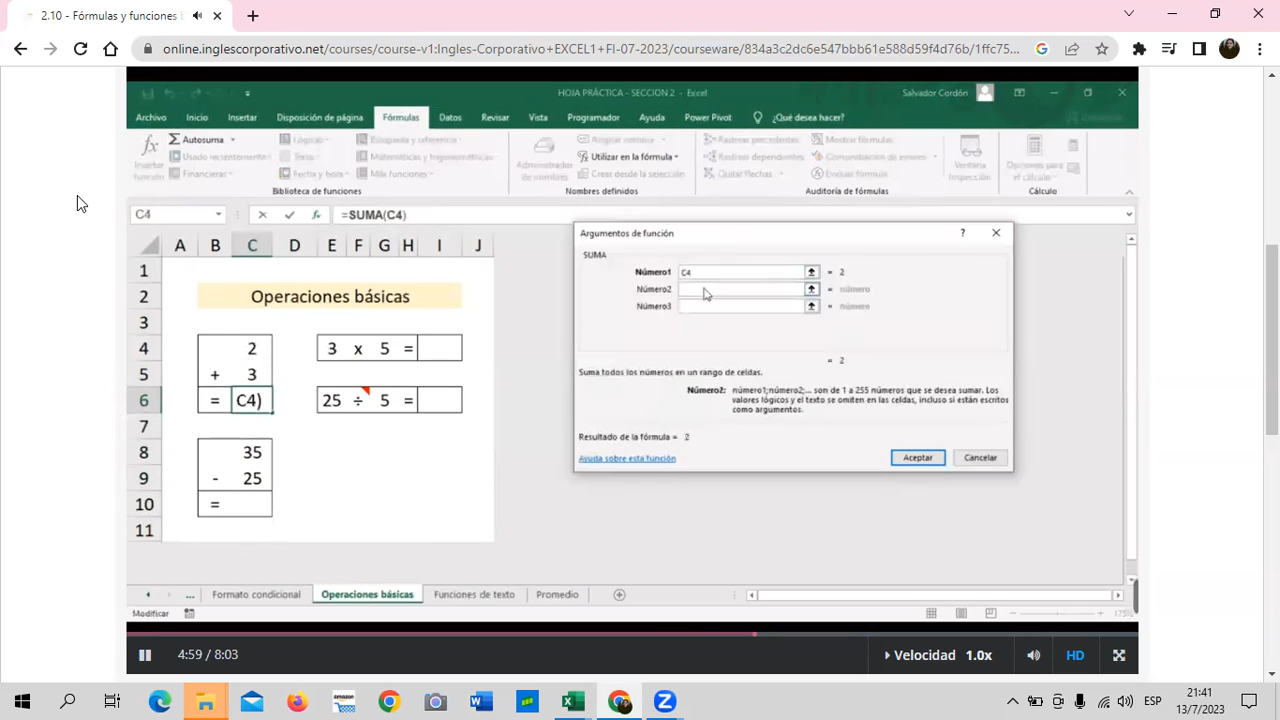 2.10 - Fórmulas y funciones
online.inglescorporativo.net/courses/course-v1:Ingles-Corporativo+EXCEL1+FI-07-2023/courseware/834a3c2d6e547bbb61e588d59f4d76b/1ffc75...
HOJA PRÁCTICA - SECCION 2 - Excel
Salvador Cordón
Archivo Inicio Insertar Disposición de página Fórmulas Datos Revisar Vista Programador Ayuda Power Pivot ¿Qué desea hacer?
Insertar función
Autosuma
Usado recientemente
Financieras
Lógicas
Texto
Fecha y hora
Búsqueda y referencia
Matemáticas y trigonométricas
Más funciones
Biblioteca de funciones
Administrador de nombres
Asignar nombre
Utilizar en la fórmula
Crear desde la selección
Nombres definidos
Rastrear precedentes
Rastrear dependientes
Quitar flechas
Mostrar fórmulas
Comprobación de errores
Evaluar fórmula
Auditoría de fórmulas
Ventana Inspección
Opciones para el cálculo
Cálculo
C4
=SUMA(C4)
A B C D E F G H I J
1
2 Operaciones básicas
3
4 2 3 x 5 =
5 + 3
6 = C4) 25 ÷ 5 =
7
8 35
9 - 25
10 =
11
Argumentos de función ?
SUMA
Número1 C4 = 2
Número2 = número
Número3 = número
= 2
Suma todos los números en un rango de celdas.
Número2: número1;número2;... son de 1 a 255 números que se desea sumar. Los
valores lógicos y el texto se omiten en las celdas, incluso si están escritos
como argumentos.
Resultado de la fórmula = 2
Ayuda sobre esta función
Aceptar Cancelar
... Formato condicional Operaciones básicas Funciones de texto Promedio
Modificar
175%
4:59 / 8:03
Velocidad 1.0x
HD
ESP
21:41
13/7/2023